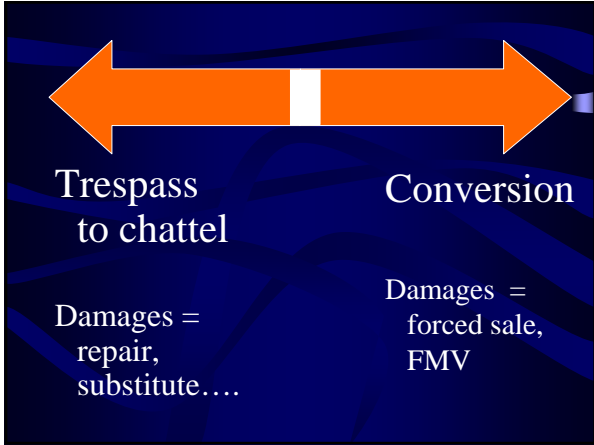 Trespass
to chattel
Damages =
repair,
substitute….
Conversion
Damages =
forced sale,
FMV